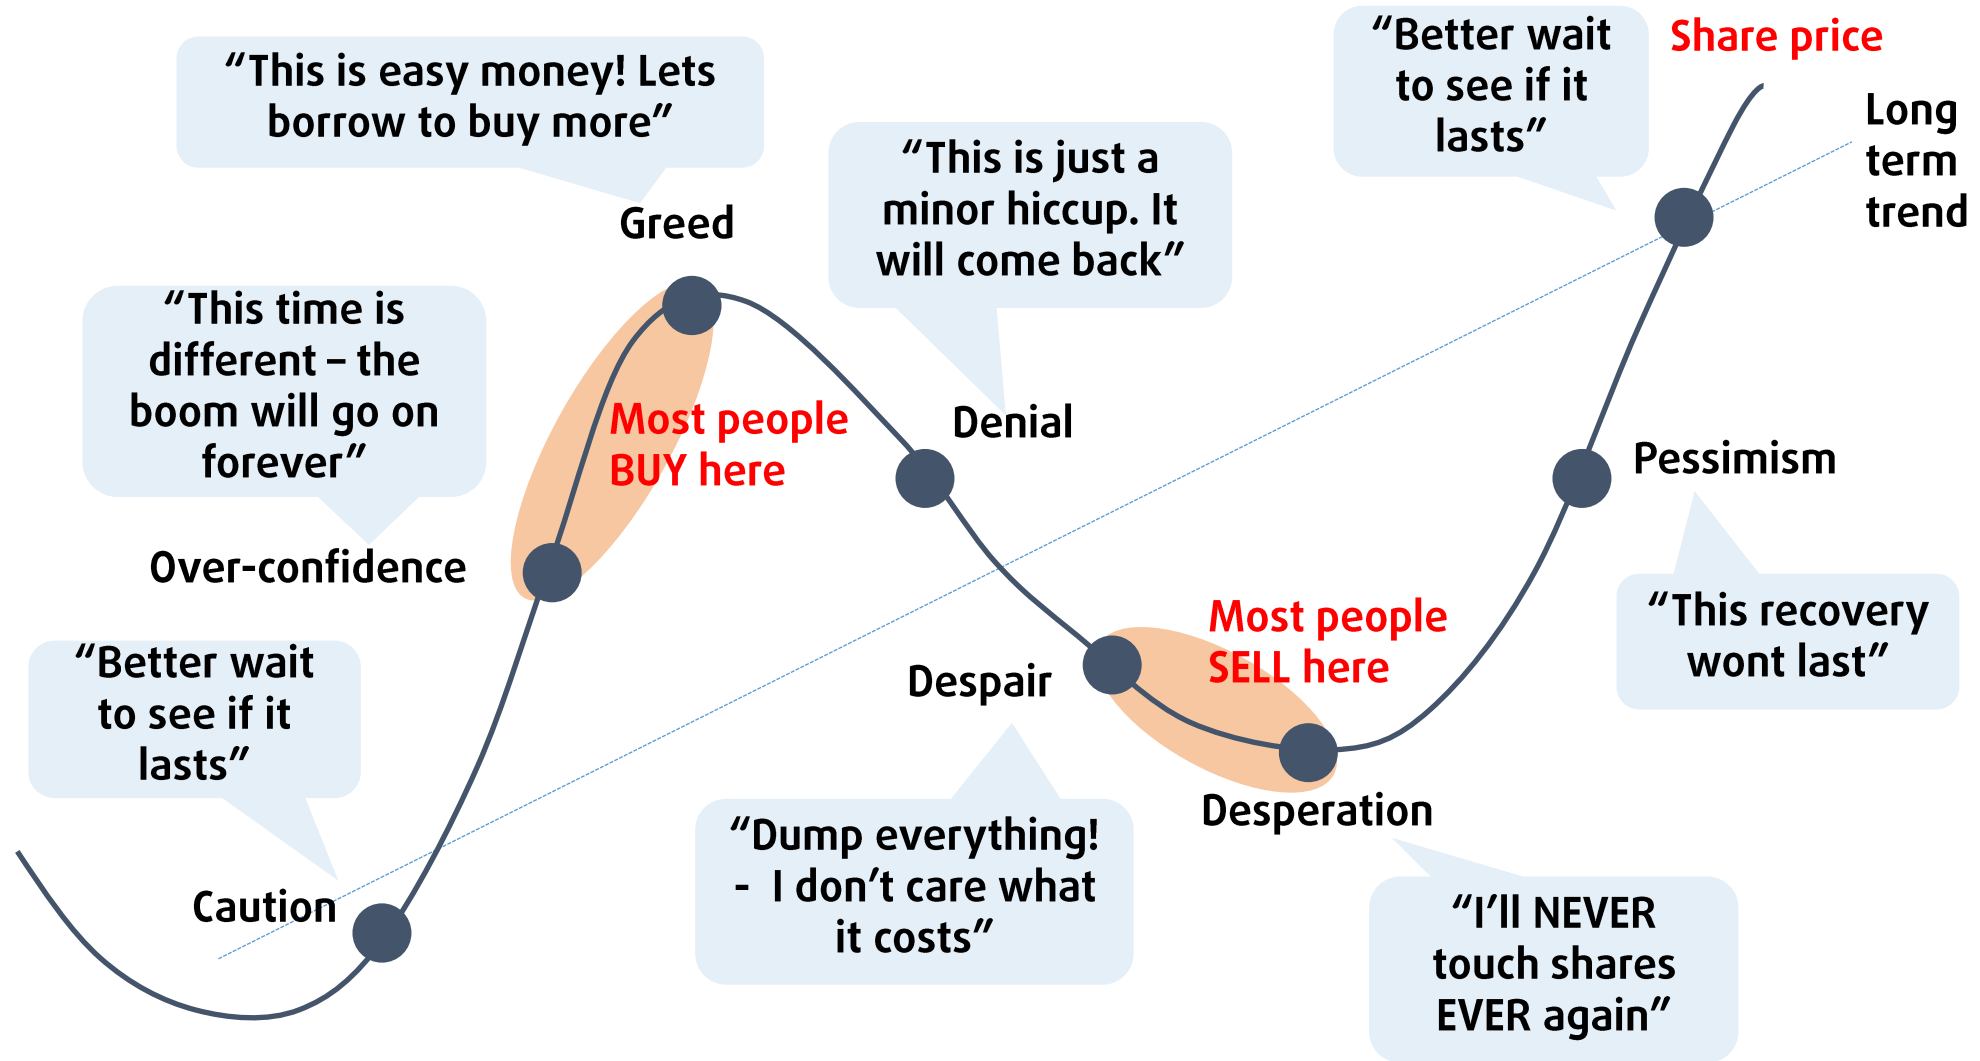 “This is easy money! Lets
borrow to buy more”
Greed
“This time is
different – the
boom will go on
forever”
Over-confidence
“Better wait
to see if it
lasts”
Caution
Most people
BUY here
“This is just a
minor hiccup. It
will come back”
Denial
Despair
“Dump everything!
- I don’t care what
it costs”
Most people
SELL here
Desperation
“I’ll NEVER
touch shares
EVER again”
Pessimism
“This recovery
wont last”
“Better wait
to see if it
lasts”
Share price
Long
term
trend